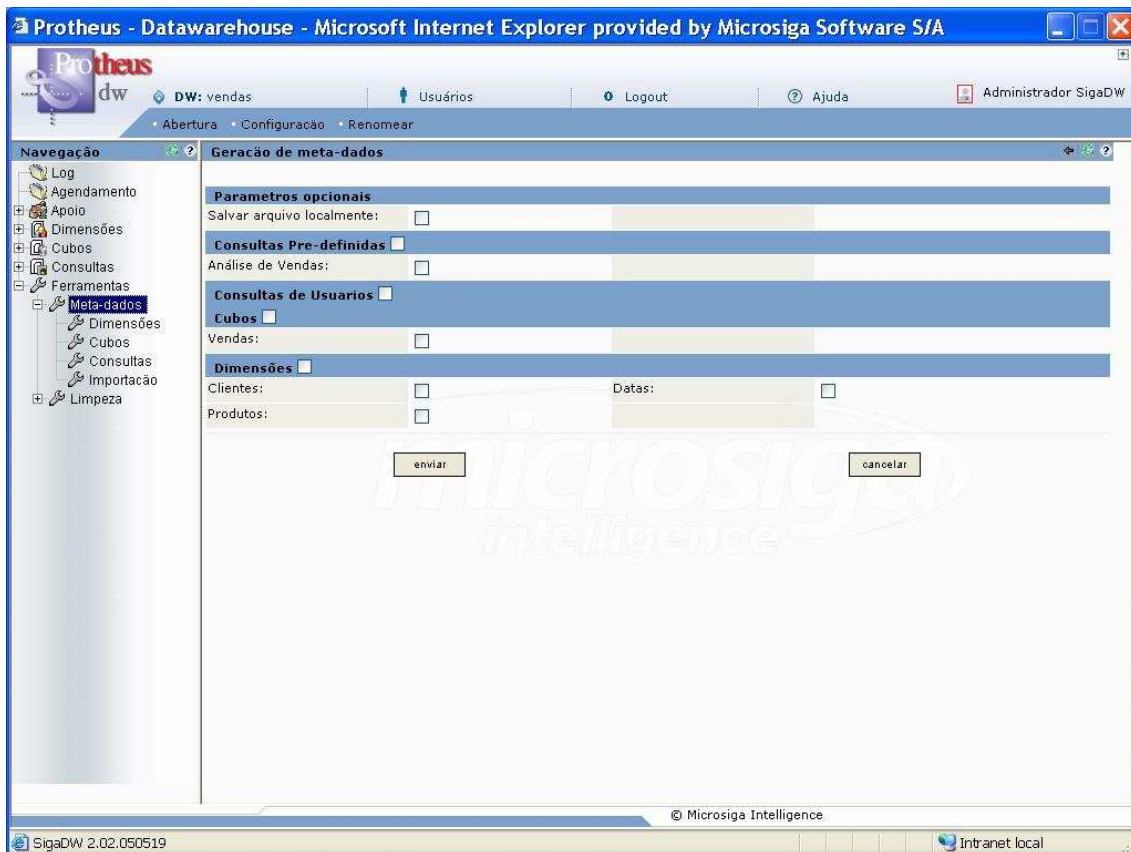 Protheus - Datawarehouse - Microsoft Internet Explorer provided by Microsiga Software S/A
Protheus
dw
DW: vendas
Usuários
Logout
Ajuda
Administrador SigaDW
Abertura
Configuracão
Renomear
Navegação
?
Geracão de meta-dados
?
Log
Agendamento
Apoio
Dimensões
Cubos
Consultas
Ferramentas
Meta-dados
Dimensões
Cubos
Consultas
Importacão
Limpeza
Parametros opcionais
Salvar arquivo localmente:
Consultas Pre-definidas
Análise de Vendas:
Consultas de Usuarios
Cubos
Vendas:
Dimensões
Clientes:
Datas:
Produtos:
enviar
cancelar
microsiga
intelligence
© Microsiga Intelligence
SigaDW 2.02.050519
Intranet local